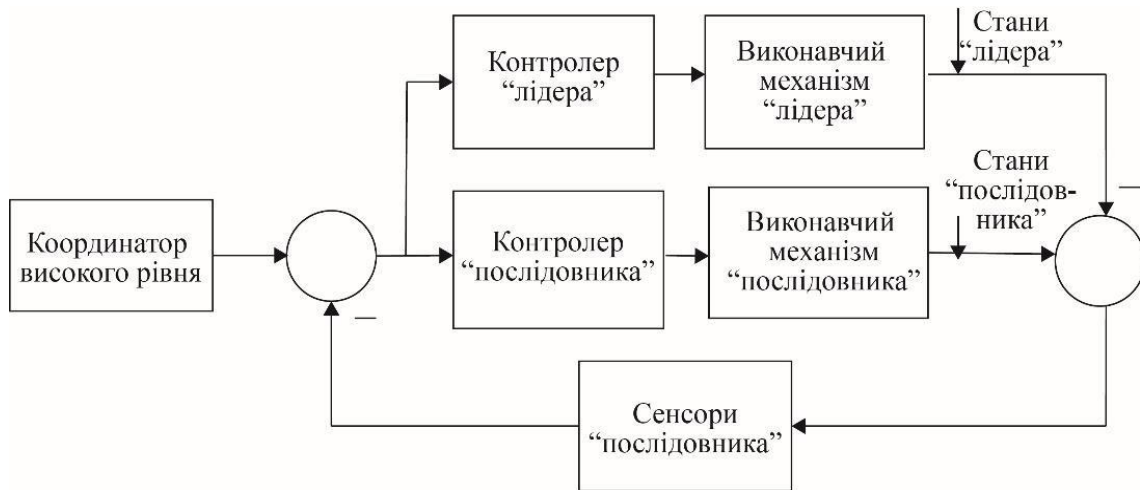 Контролер
“лідера”
Виконавчий
механізм
“лідера”
Стани
“лідера”
Координатор
високого рівня
Контролер
“послідовника”
Виконавчий
механізм
“послідовника”
Стани
“послідов-
ника”
Сенсори
“послідовника”